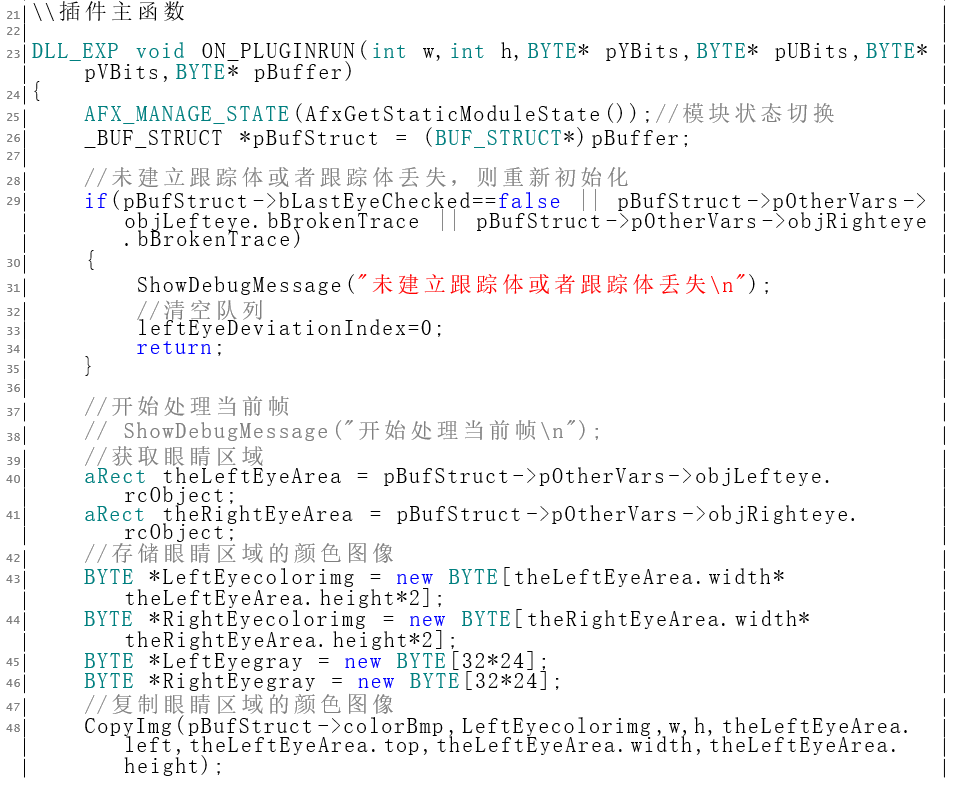 21 \\插件主函数
22
23 DLL_EXP void ON_PLUGINRUN(int w,int h,BYTE* pYBits,BYTE* pUBits,BYTE*
pVBits,BYTE* pBuffer)
24 {
25 AFX_MANAGE_STATE(AfxGetStaticModuleState());//模块状态切换
26 _BUF_STRUCT *pBufStruct = (BUF_STRUCT*)pBuffer;
27
28 //未建立跟踪体或者跟踪体丢失，则重新初始化
29 if(pBufStruct->bLastEyeChecked==false || pBufStruct->pOtherVars->
objLefteye.bBrokenTrace || pBufStruct->pOtherVars->objRighteye
.bBrokenTrace)
30 {
31 ShowDebugMessage("未建立跟踪体或者跟踪体丢失\n");
32 //清空队列
33 leftEyeDeviationIndex=0;
34 return;
35 }
36
37 //开始处理当前帧
38 // ShowDebugMessage("开始处理当前帧\n");
39 //获取眼睛区域
40 aRect theLeftEyeArea = pBufStruct->pOtherVars->objLefteye.
rcObject;
41 aRect theRightEyeArea = pBufStruct->pOtherVars->objRighteye.
rcObject;
42 //存储眼睛区域的颜色图像
43 BYTE *LeftEyecolorimg = new BYTE[theLeftEyeArea.width*
theLeftEyeArea.height*2];
44 BYTE *RightEyecolorimg = new BYTE[theRightEyeArea.width*
theRightEyeArea.height*2];
45 BYTE *LeftEyegray = new BYTE[32*24];
46 BYTE *RightEyegray = new BYTE[32*24];
47 //复制眼睛区域的颜色图像
48 CopyImg(pBufStruct->colorBmp,LeftEyecolorimg,w,h,theLeftEyeArea.
left,theLeftEyeArea.top,theLeftEyeArea.width,theLeftEyeArea.
height);